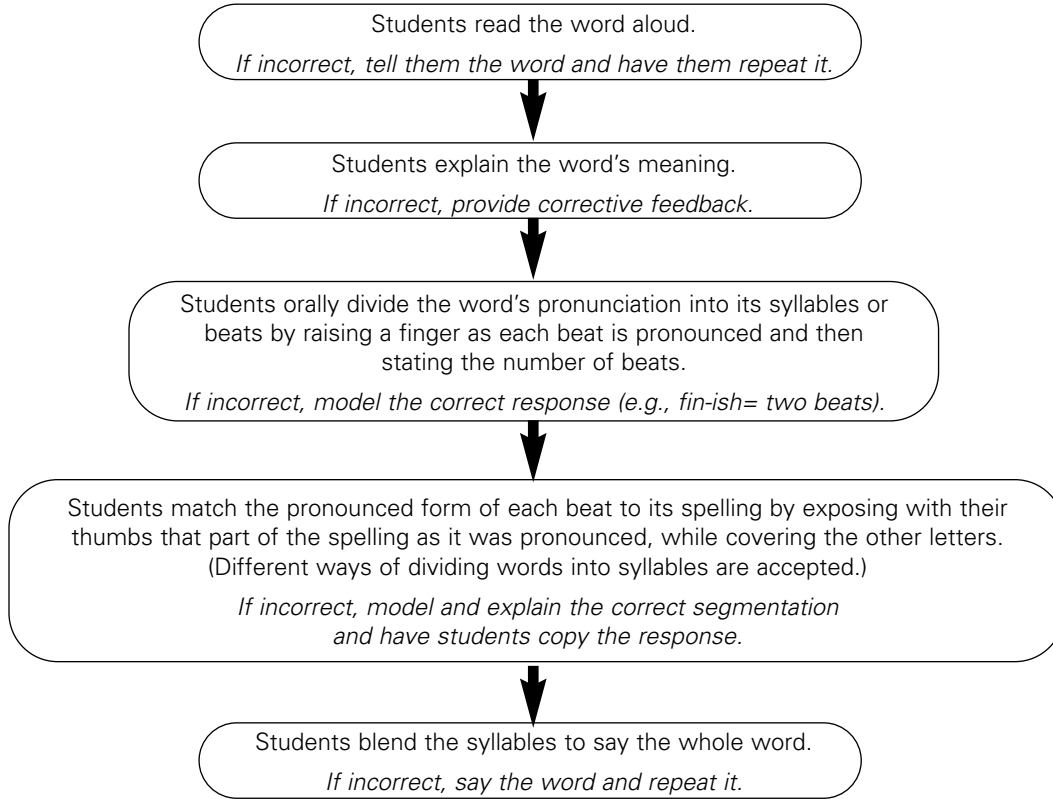 Students read the word aloud.
If incorrect, tell them the word and have them repeat it.
Students explain the word's meaning.
If incorrect, provide corrective feedback.
Students orally divide the word's pronunciation into its syllables or
beats by raising a finger as each beat is pronounced and then
stating the number of beats.
If incorrect, model the correct response (e.g., fin-ish= two beats).
Students match the pronounced form of each beat to its spelling by exposing with their
thumbs that part of the spelling as it was pronounced, while covering the other letters.
(Different ways of dividing words into syllables are accepted.)
If incorrect, model and explain the correct segmentation
and have students copy the response.
Students blend the syllables to say the whole word.
If incorrect, say the word and repeat it.